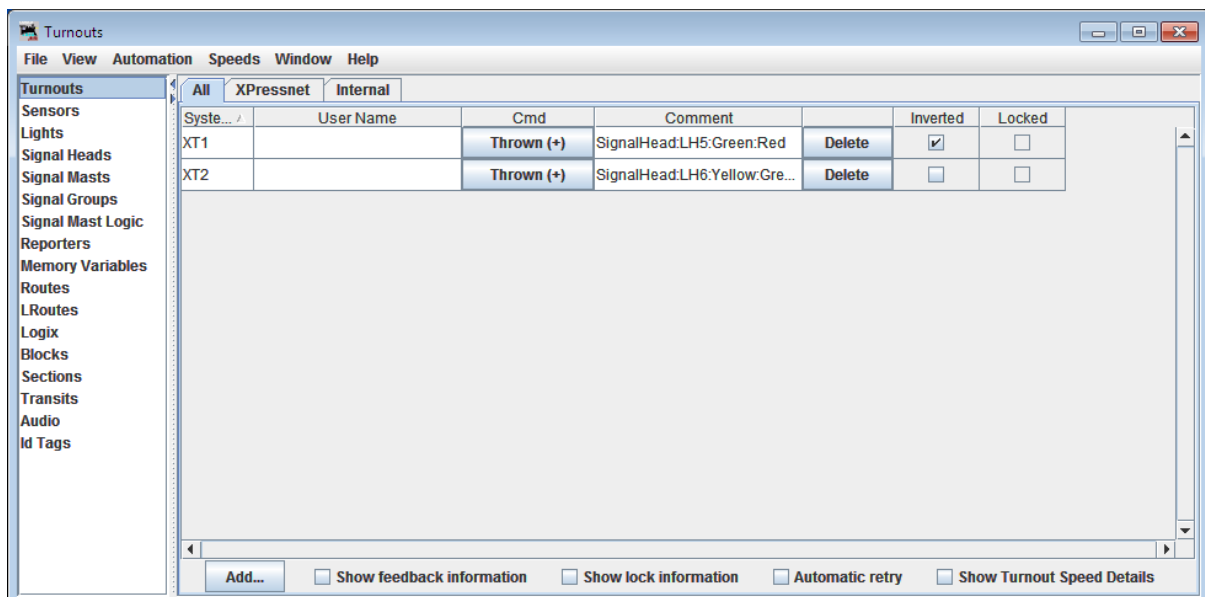 Turnouts
File View Automation Speeds Window Help
Turnouts
Sensors
Lights
Signal Heads
Signal Masts
Signal Groups
Signal Mast Logic
Reporters
Memory Variables
Routes
LRoutes
Logix
Blocks
Sections
Transits
Audio
Id Tags
All XPressnet Internal
Syste... User Name Cmd Comment Inverted Locked
XT1 Thrown (+) SignalHead:LH5:Green:Red Delete
XT2 Thrown (+) SignalHead:LH6:Yellow:Gre... Delete
Add... Show feedback information Show lock information Automatic retry Show Turnout Speed Details